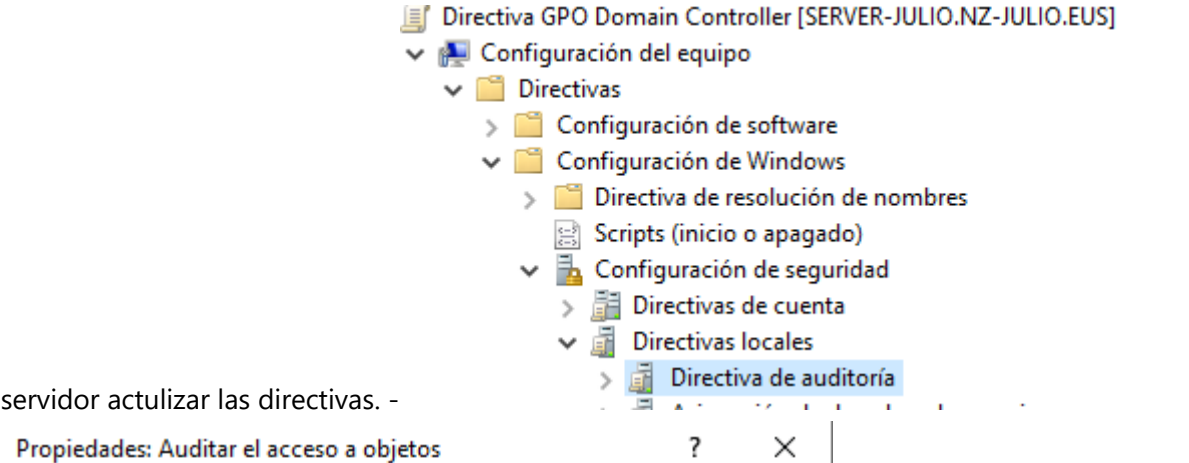 Directiva GPO Domain Controller [SERVER-JULIO.NZ-JULIO.EUS]
Configuración del equipo
Directivas
Configuración de software
Configuración de Windows
Directiva de resolución de nombres
Scripts (inicio o apagado)
Configuración de seguridad
Directivas de cuenta
Directivas locales
Directiva de auditoría
servidor actulizar las directivas. -
Propiedades: Auditar el acceso a objetos ?